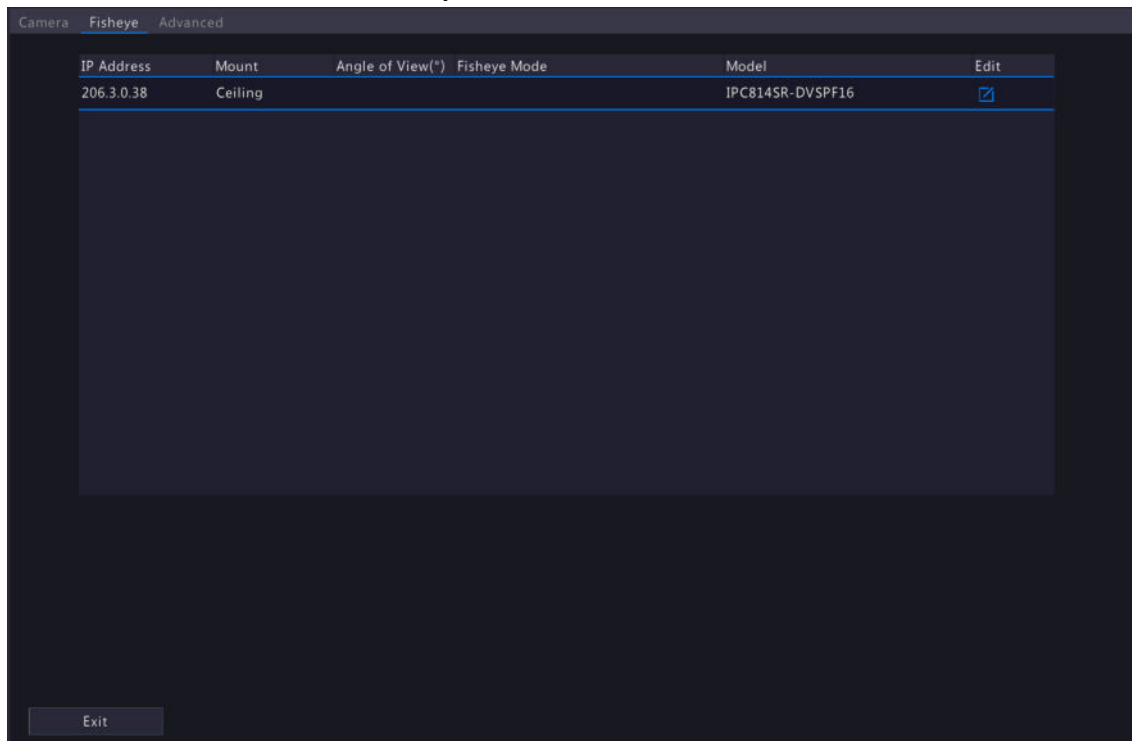 Camera Fisheye Advanced
IP Address Mount Angle of View(°) Fisheye Mode Model Edit
206.3.0.38 Ceiling IPC814SR-DVSPF16
Exit